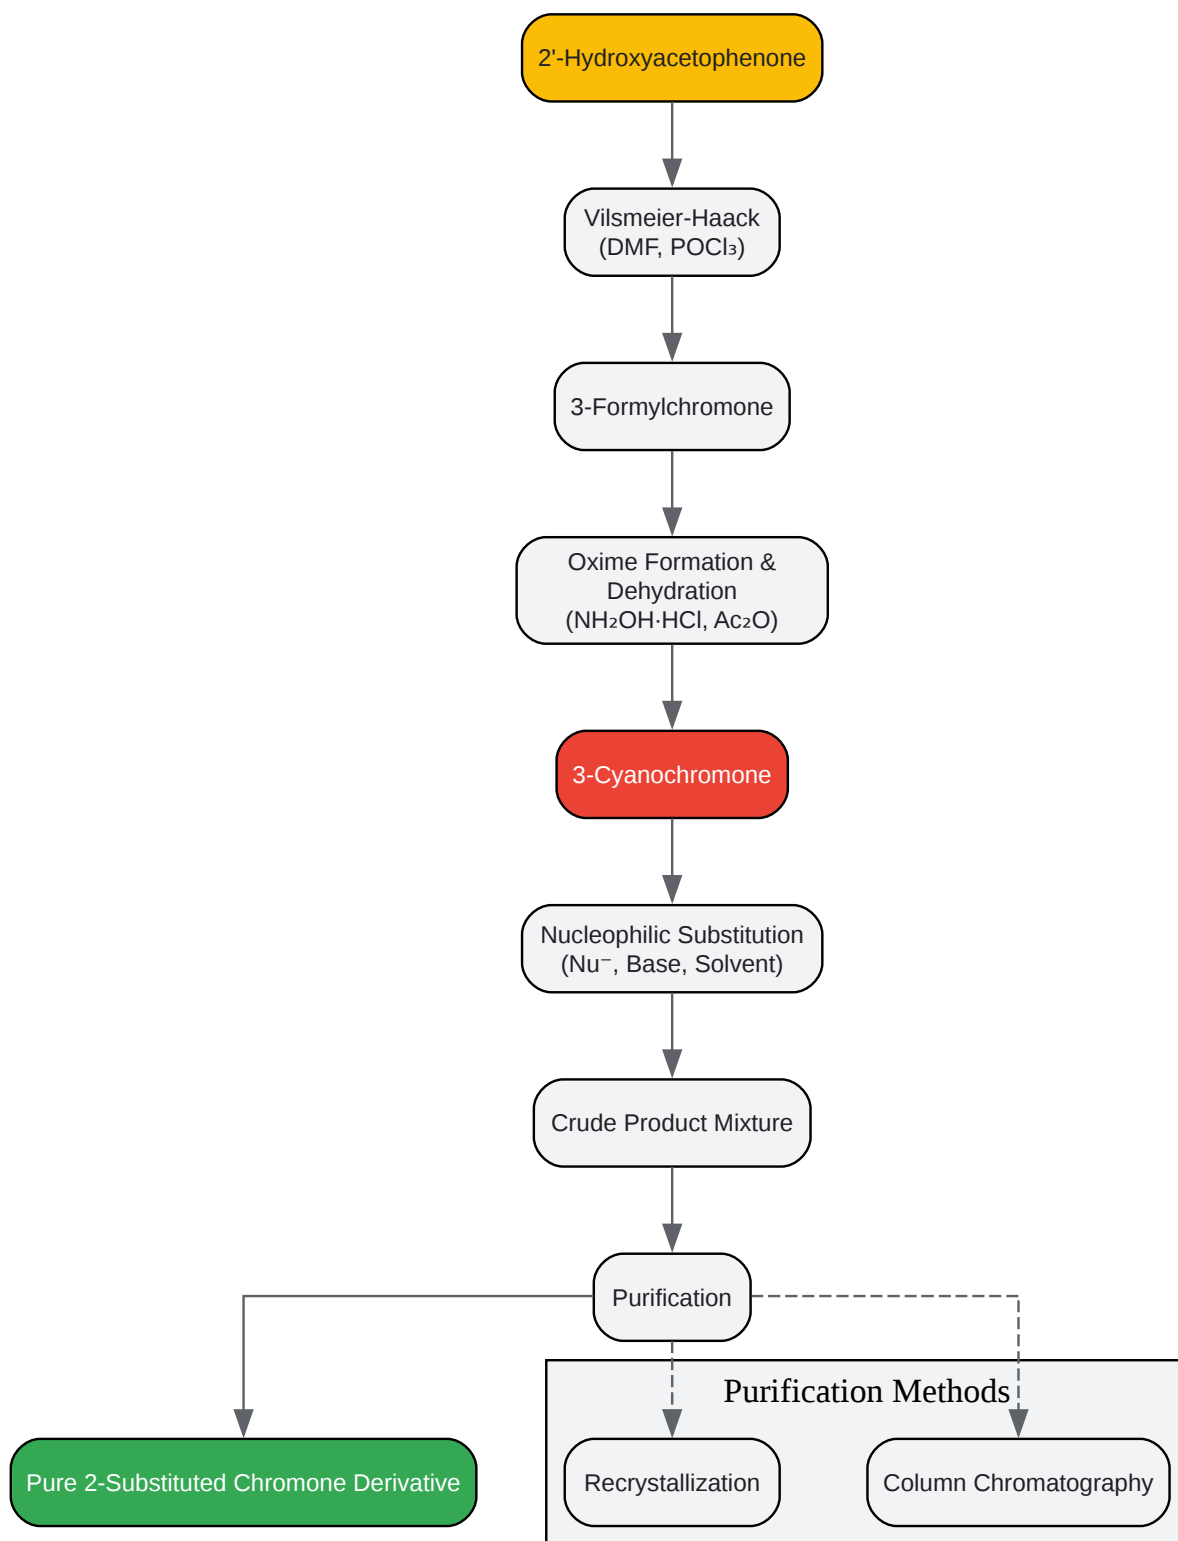 2'-Hydroxyacetophenone
Vilsmeier-Haack
(DMF, POCl₃)
3-Formylchromone
Oxime Formation &
Dehydration
(NH₂OH·HCl, Ac₂O)
3-Cyanochromone
Nucleophilic Substitution
(Nu⁻, Base, Solvent)
Crude Product Mixture
Purification
Purification Methods
Pure 2-Substituted Chromone Derivative
Recrystallization
Column Chromatography